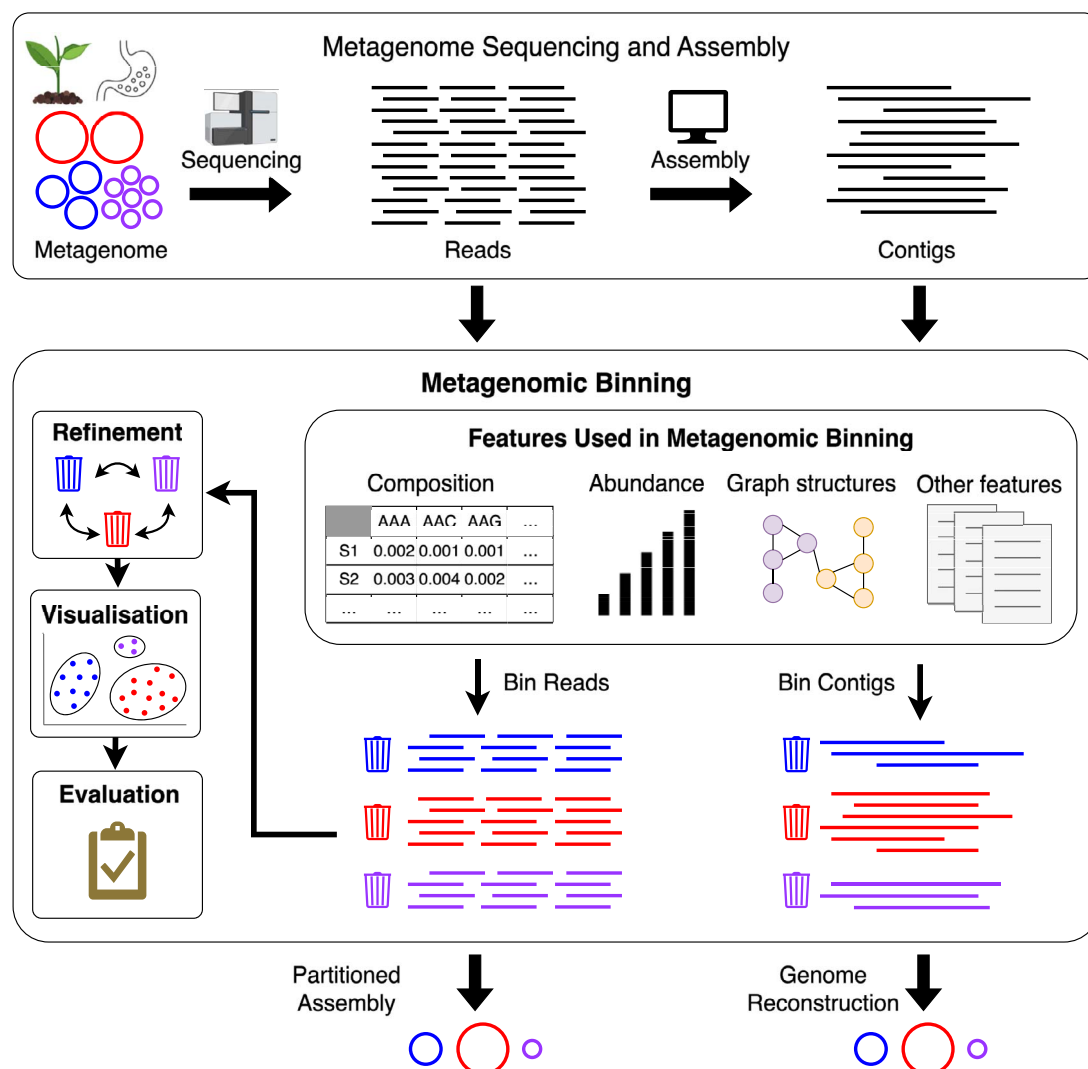 Metagenome Sequencing and Assembly
Sequencing
Assembly
Metagenome
Reads
Contigs
Metagenomic Binning
Refinement
Visualisation
Evaluation
Features Used in Metagenomic Binning
Composition
AAA AAC AAG ...
S1 0.002 0.001 0.001 ...
S2 0.003 0.004 0.002 ...
... ... ... ... ...
Abundance
Graph structures
Other features
Bin Reads
Bin Contigs
Partitioned
Assembly
Genome
Reconstruction